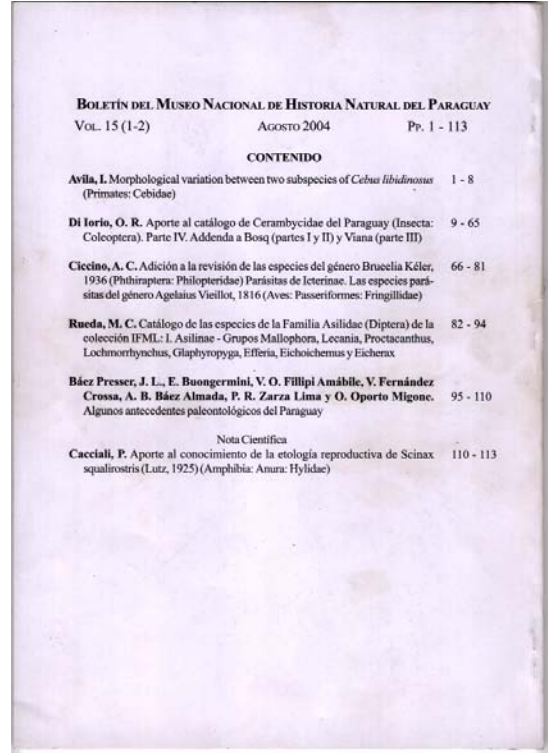 BOLETÍN DEL MUSEO NACIONAL DE HISTORIA NATURAL DEL PARAGUAY
VOL. 15 (1-2) AGOSTO 2004 PP. 1 - 113
CONTENIDO
Avila, I. Morphological variation between two subspecies of Cebus libidinosus 1 - 8
(Primates: Cebidae)
Di Iorio, O. R. Aporte al catálogo de Cerambycidae del Paraguay (Insecta: 9 - 65
Coleoptera). Parte IV. Addenda a Bosq (partes I y II) y Viana (parte III)
Ciccino, A. C. Adición a la revisión de las especies del género Brueelia Kéler, 66 - 81
1936 (Phthiraptera: Philopteridae) Parásitas de Icterinae. Las especies pará-
sitas del género Agelaius Vieillot, 1816 (Aves: Passeriformes: Fringillidae)
Rueda, M. C. Catálogo de las especies de la Familia Asilidae (Diptera) de la 82 - 94
colección IFML: I. Asilinae - Grupos Mallophora, Lecania, Proctacanthus,
Lochmorrhynchus, Glaphyropyga, Efferia, Eichoichemus y Eicherax
Báez Presser, J. L., E. Buongermini, V. O. Fillipi Amábile, V. Fernández
Crossa, A. B. Báez Almada, P. R. Zarza Lima y O. Oporto Migone. 95 - 110
Algunos antecedentes paleontológicos del Paraguay
Nota Científica
Cacciali, P. Aporte al conocimiento de la etología reproductiva de Scinax 110 - 113
squalirostris (Lutz, 1925) (Amphibia: Anura: Hylidae)